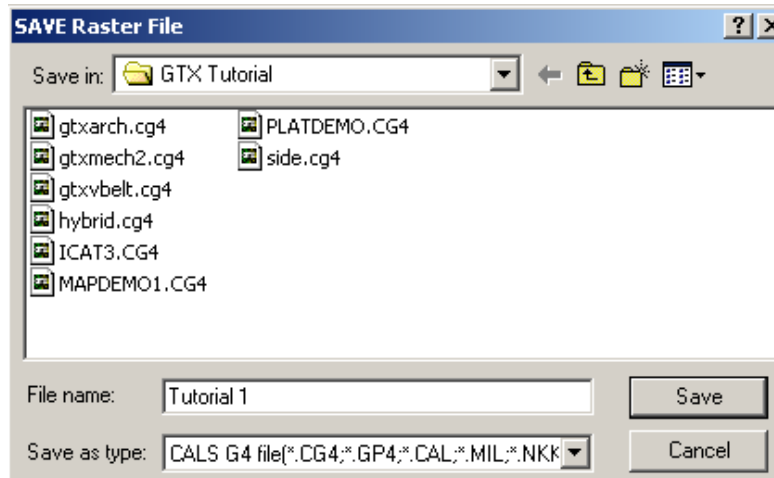 SAVE Raster File
Save in: GTX Tutorial
gtxarch.cg4 PLATDEMO.CG4
gtxmech2.cg4 side.cg4
gtxvbelt.cg4
hybrid.cg4
ICAT3.CG4
MAPDEMO1.CG4
File name: Tutorial 1 Save
Save as type: CALS G4 file(*.CG4;*.GP4;*.CAL;*.MIL;*.NKK Cancel